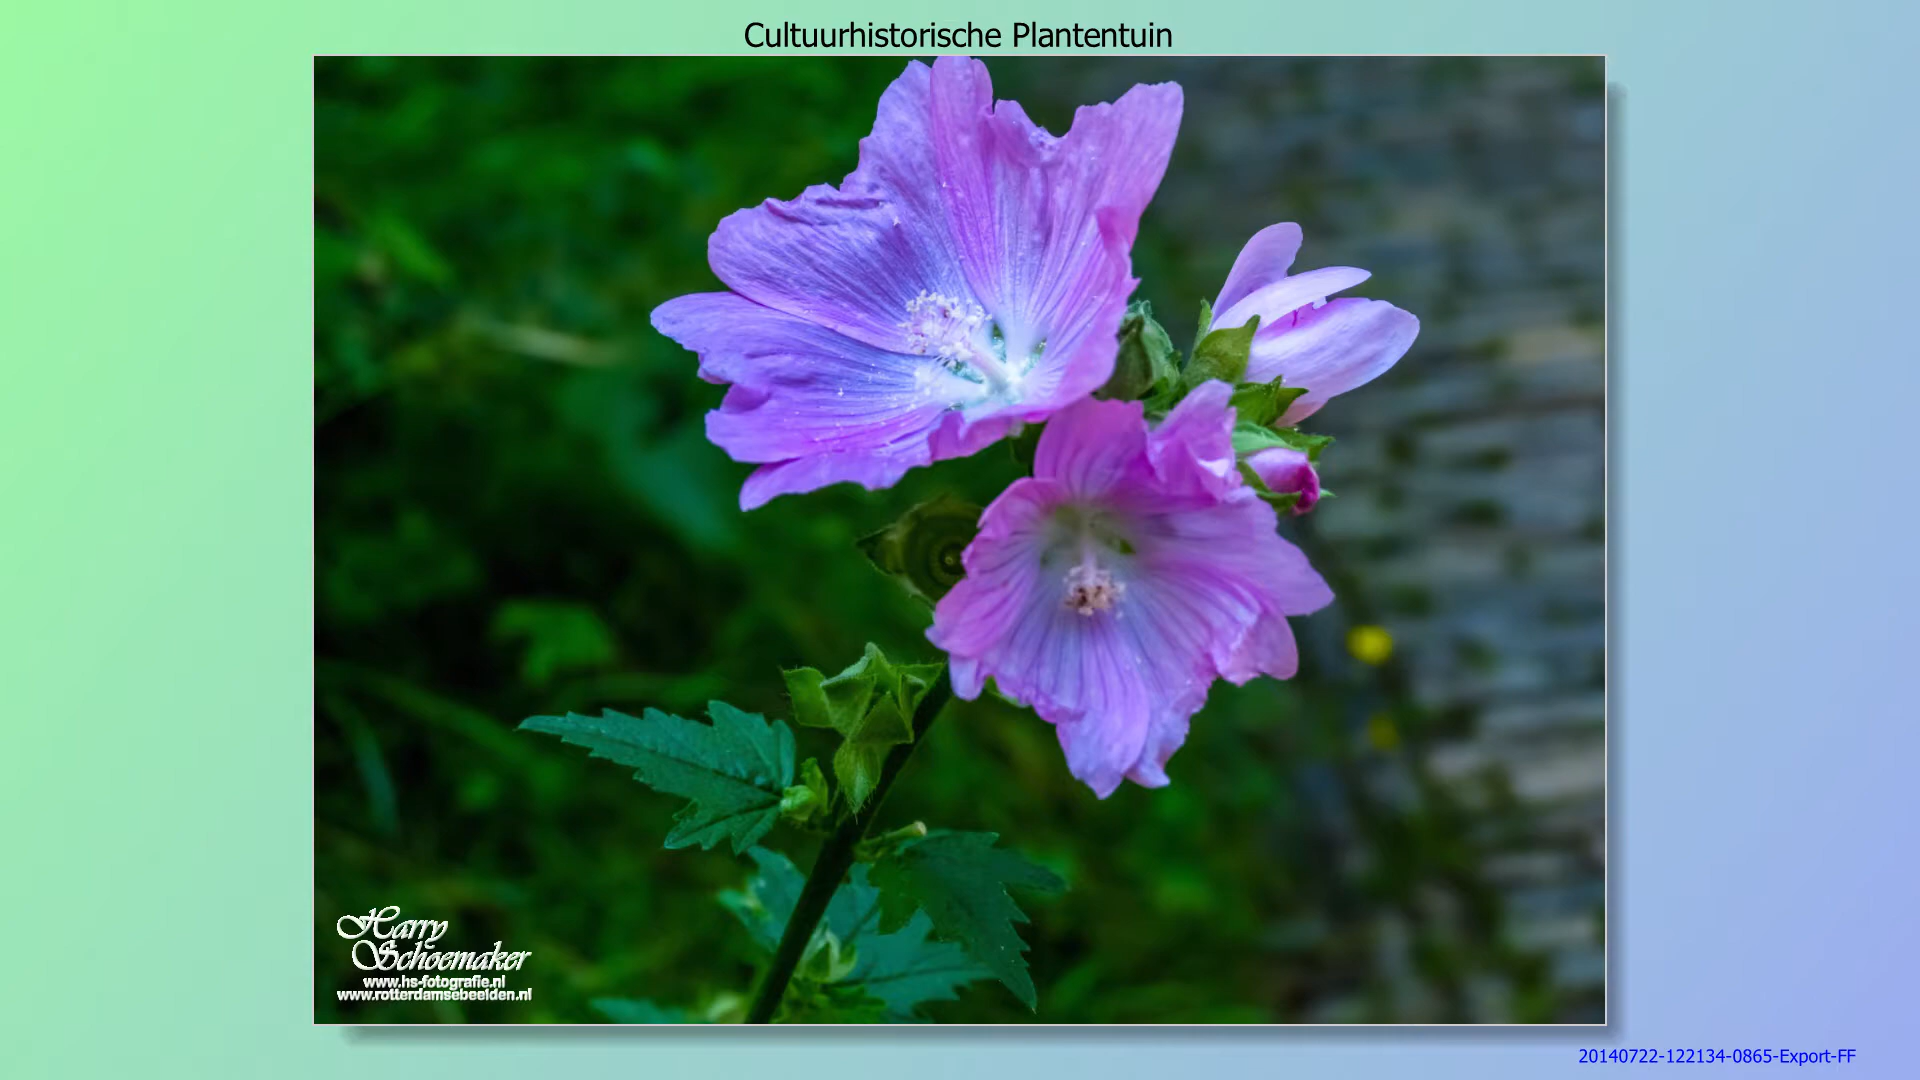 Cultuurhistorische Plantentuin
Harry
Schoemaker
www.hs-fotografie.nl
www.rotterdamsebeelden.nl
20140722-122134-0865-Export-FF